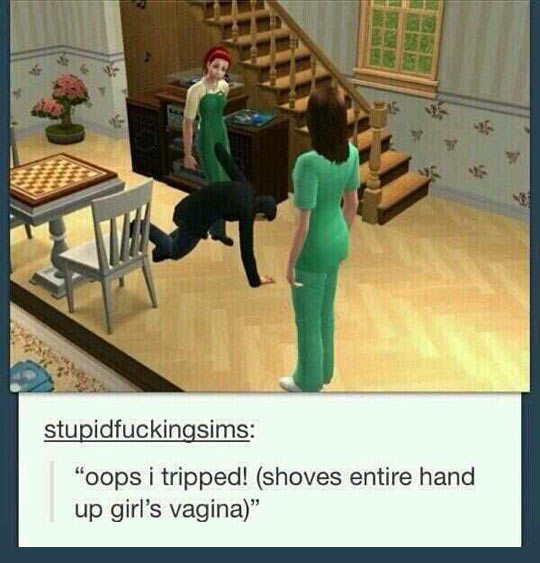 stupidfuckingsims:
“oops i tripped! (shoves entire hand
up girl’s vagina)”